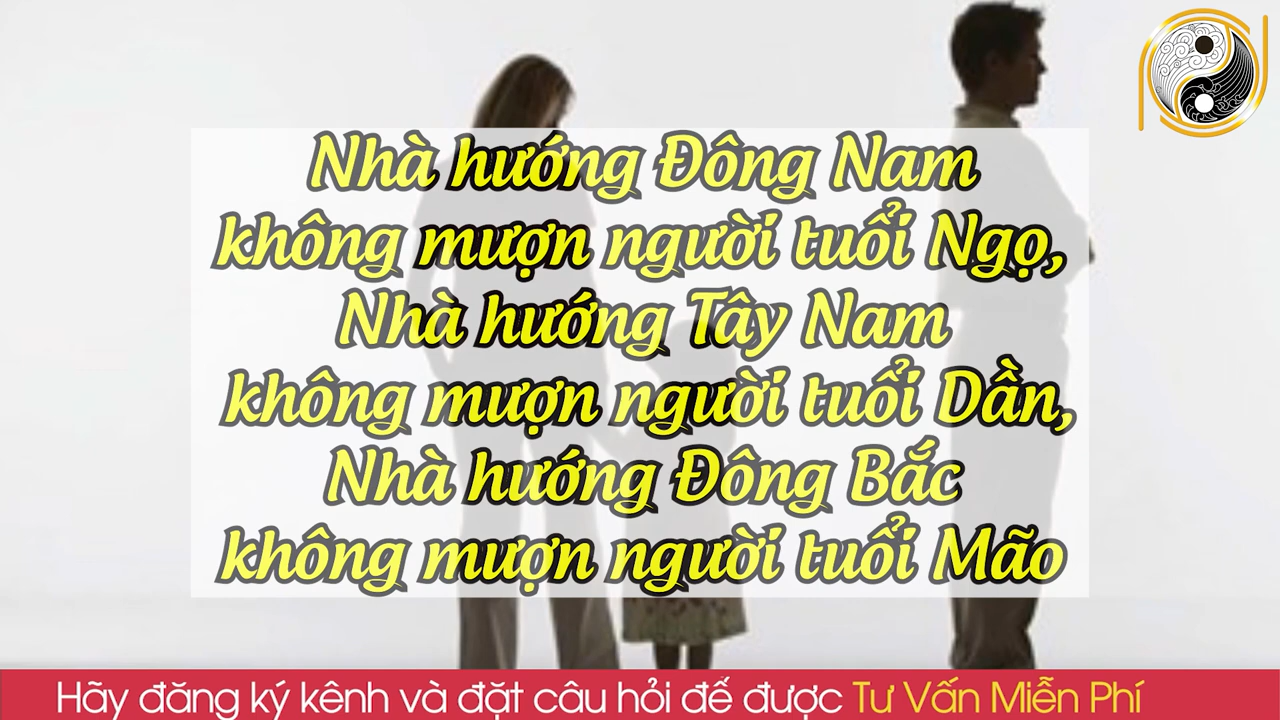 Nhà hướng Đông Nam
không mượn người tuổi Ngọ,
Nhà hướng Tây Nam
không mượn người tuổi Dần,
Nhà hướng Đông Bắc
không mượn người tuổi Mão
Hãy đăng ký kênh và đặt câu hỏi để được Tư Vấn Miễn Phí